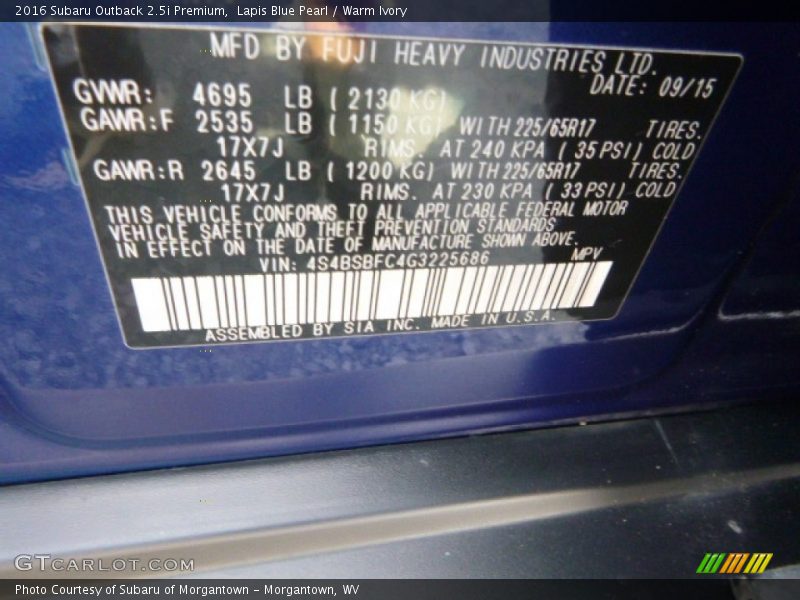 2016 Subaru Outback 2.5i Premium, Lapis Blue Pearl / Warm Ivory
MFD BY FUJI HEAVY INDUSTRIES LTD.
DATE: 09/15
GVWR: 4695 LB ( 2130 KG)
GAWR:F 2535 LB ( 1150 KG) WITH 225/65R17 TIRES.
17X7J RIMS. AT 240 KPA ( 35 PSI) COLD
GAWR:R 2645 LB ( 1200 KG) WITH 225/65R17 TIRES.
17X7J RIMS. AT 230 KPA ( 33 PSI) COLD
THIS VEHICLE CONFORMS TO ALL APPLICABLE FEDERAL MOTOR
VEHICLE SAFETY AND THEFT PREVENTION STANDARDS
IN EFFECT ON THE DATE OF MANUFACTURE SHOWN ABOVE.
VIN: 4S4BSBFC4G3225686 MPV
ASSEMBLED BY SIA INC. MADE IN U.S.A.
GTCARLOT.COM
Photo Courtesy of Subaru of Morgantown - Morgantown, WV